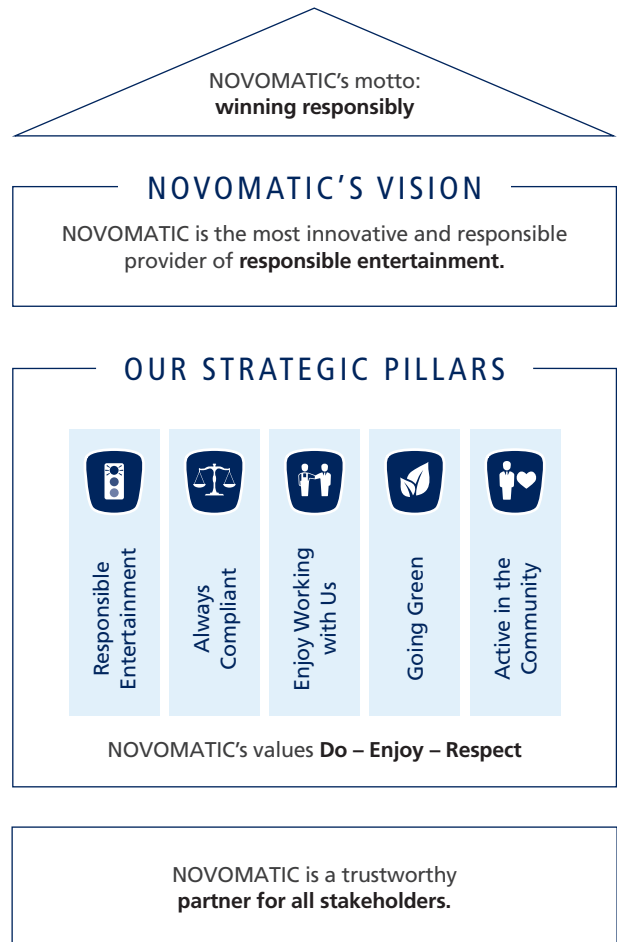 NOVOMATIC's motto:
winning responsibly
NOVOMATIC'S VISION
NOVOMATIC is the most innovative and responsible
provider of responsible entertainment.
OUR STRATEGIC PILLARS
Responsible
Entertainment
Always
Compliant
Enjoy Working
with Us
Going Green
Active in the
Community
NOVOMATIC's values Do – Enjoy – Respect
NOVOMATIC is a trustworthy
partner for all stakeholders.